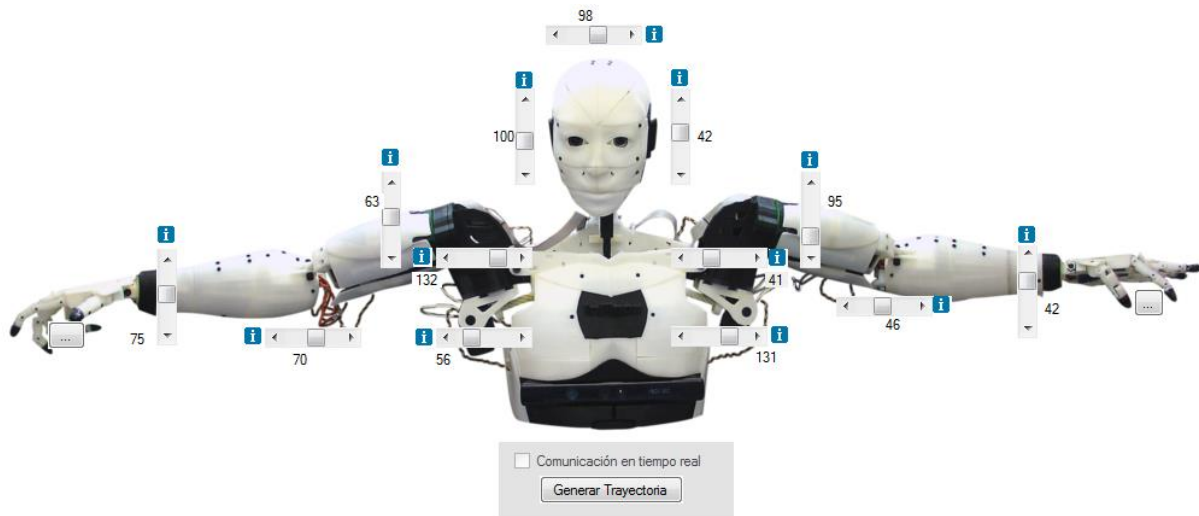 98
i
i
i
100
42
i
i
63
95
i
i
i
i
132
41
75
i
42
...
...
46
i
i
i
70
56
131
Comunicación en tiempo real
Generar Trayectoria